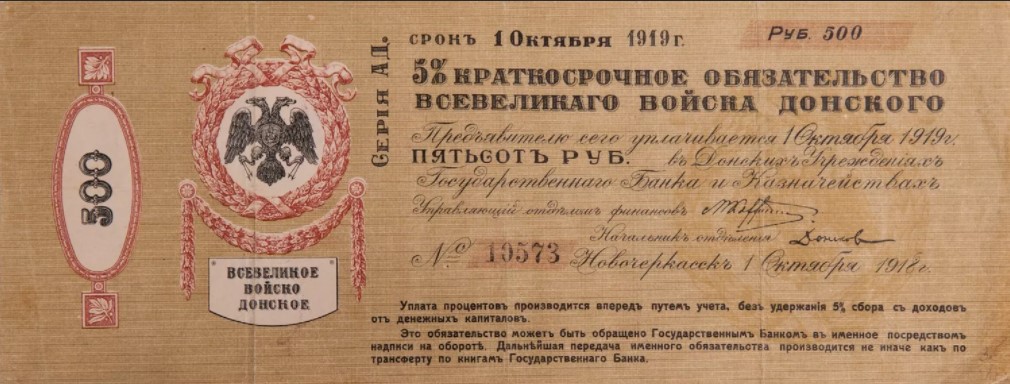 500
Серія АД.
ВСЕВЕЛИКОЕ
ВОЙСКО
ДОНСКОЕ
срокъ 1 Октября 1919 г.
Руб. 500
5% КРАТКОСРОЧНОЕ ОБЯЗАТЕЛЬСТВО
ВСЕВЕЛИКАГО ВОЙСКА ДОНСКОГО
Предъявителю сего уплачивается 1 Октября 1919 г.
ПЯТЬСОТЪ РУБ. въ Донскихъ Учрежденіахъ
Государственнаго Банка и Казначействахъ
Управляющій отдѣломъ финансовъ
Начальникъ отдѣленія
№ 10573 Новочеркасскъ 1 Октября 1918 г.
Уплата процентовъ производится впередъ путемъ учета, безъ удержанія 5% сбора съ доходовъ
отъ денежныхъ капиталовъ.
Это обязательство можетъ быть обращено Государственнымъ Банкомъ въ именное посредствомъ
надписи на оборотѣ. Дальнѣйшая передача именного обязательства производится не иначе какъ по
трансферту по книгамъ Государственнаго Банка.